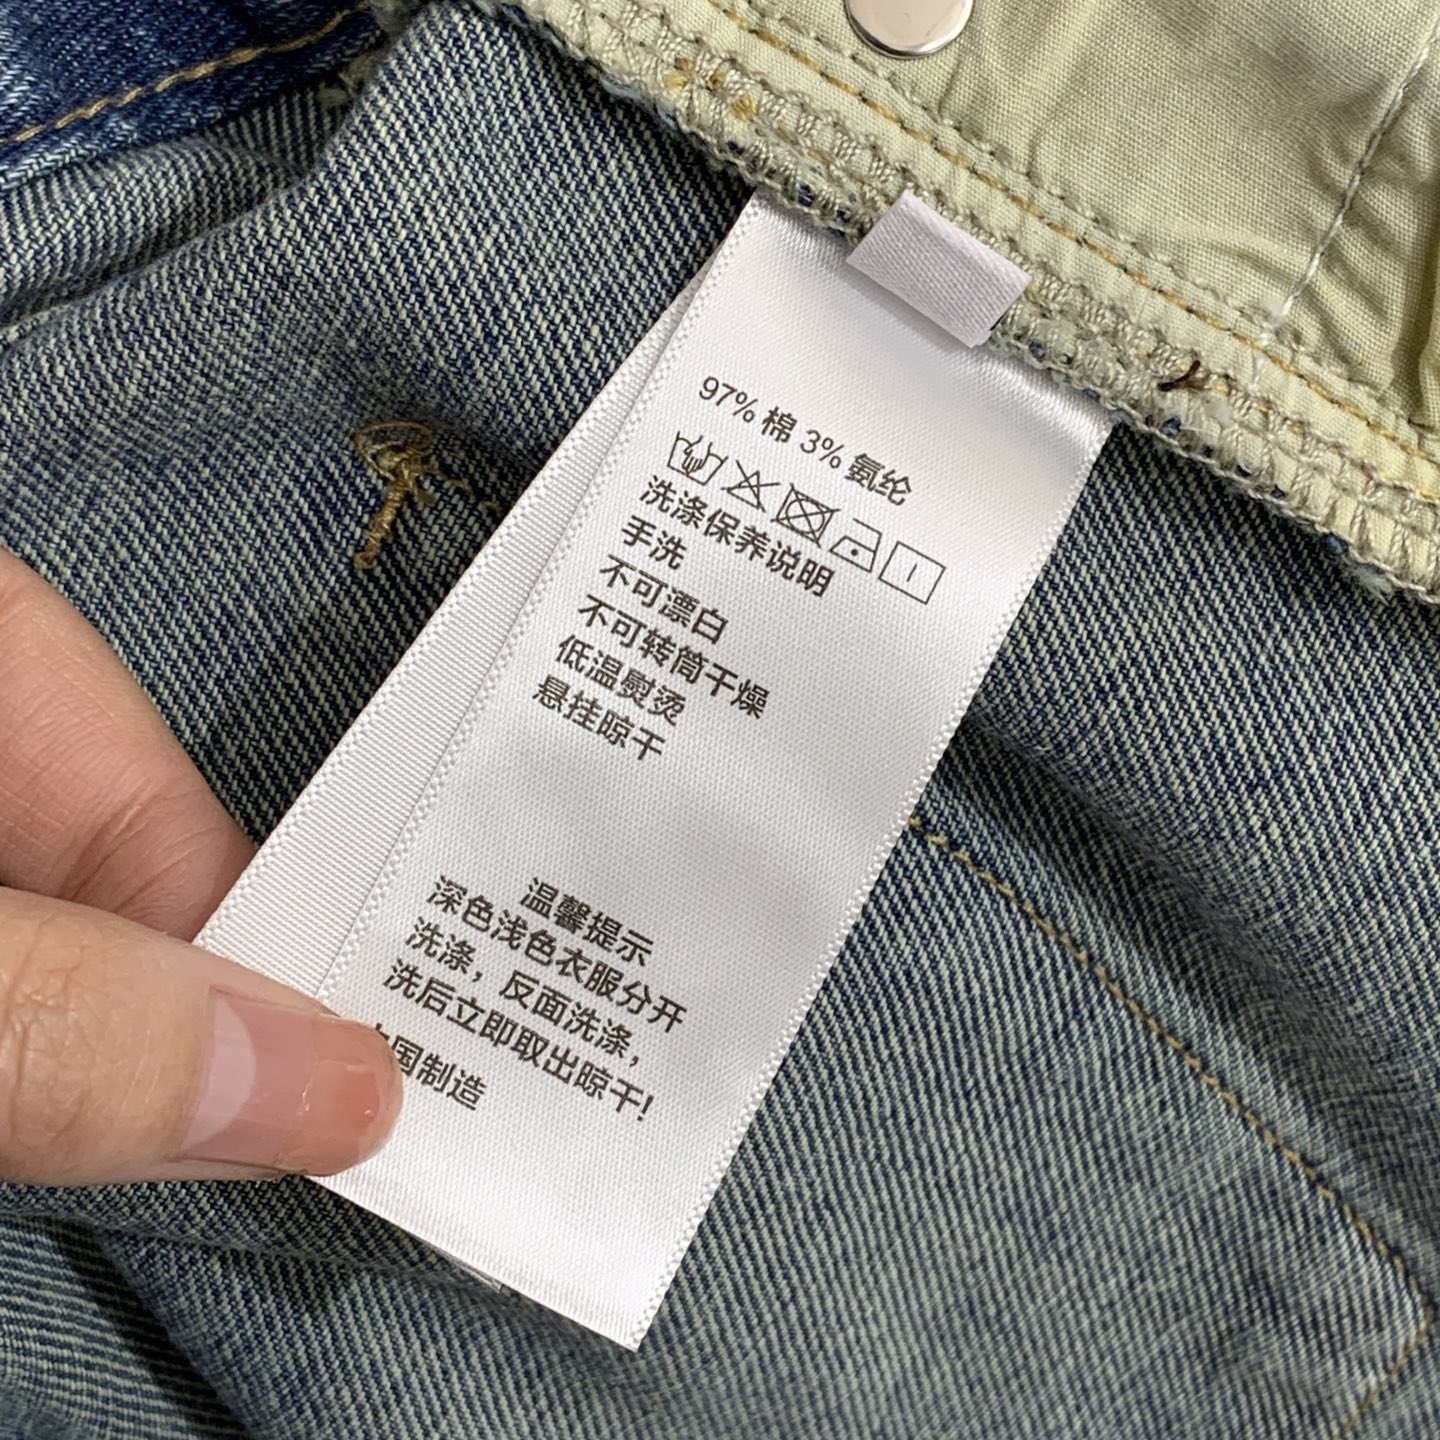 97% 棉 3% 氨纶
洗涤保养说明
手洗
不可漂白
不可转筒干燥
低温熨烫
悬挂晾干
温馨提示
深色浅色衣服分开
洗涤，反面洗涤，
洗后立即取出晾干!
中国制造